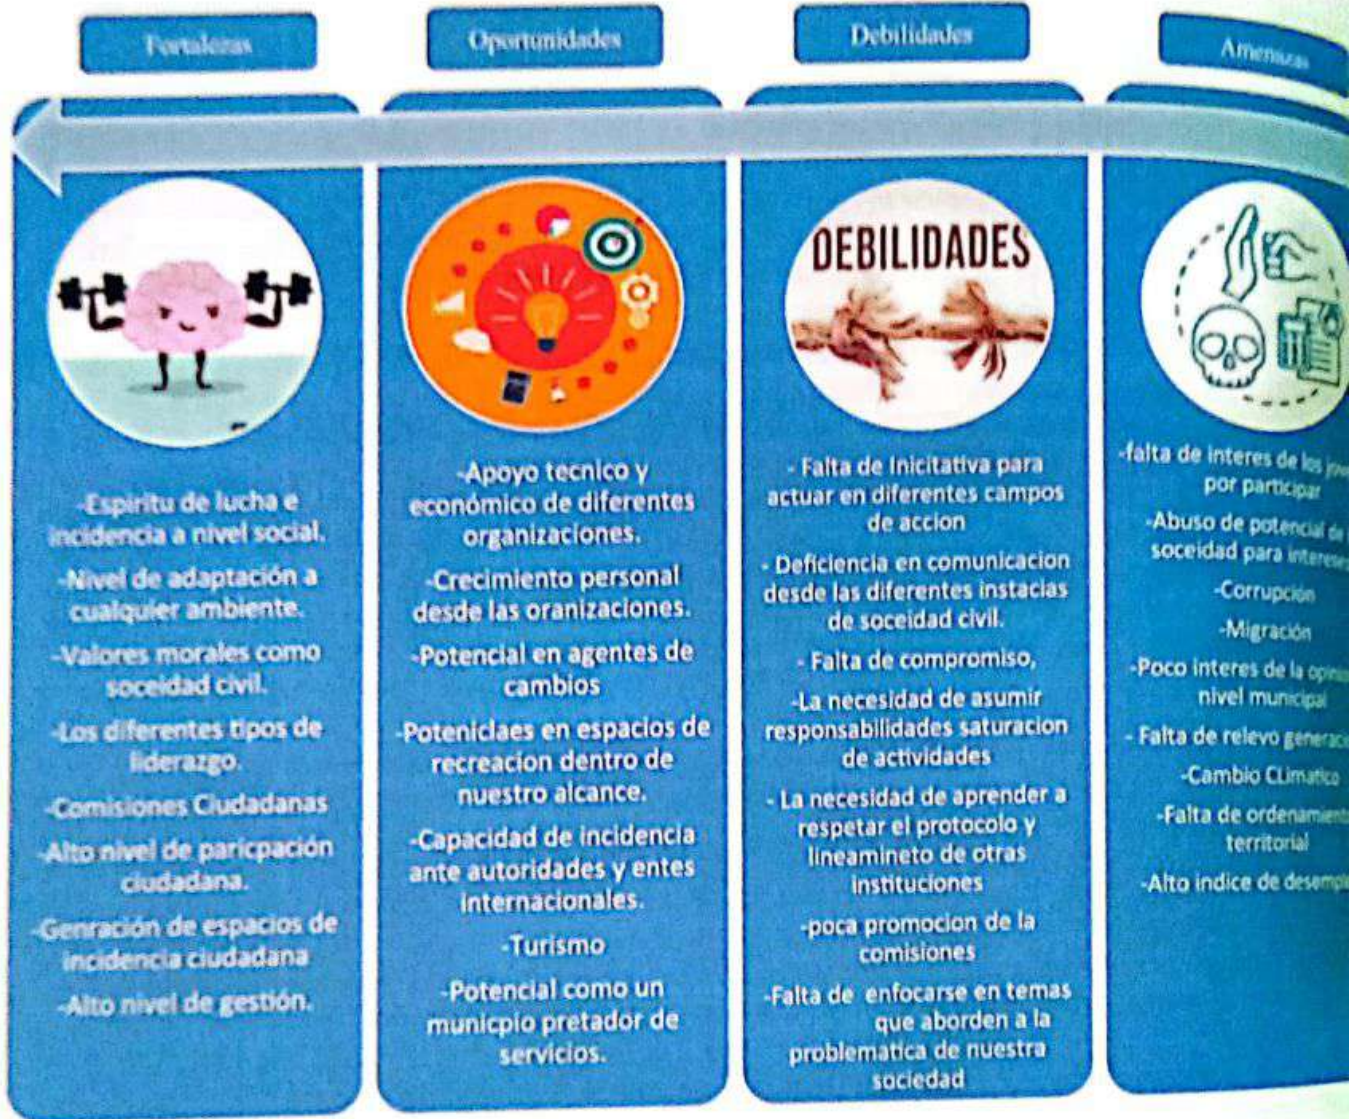 Fortalezas
Oportunidades
Debilidades
Amenazas
-Espiritu de lucha e
incidencia a nivel social.
-Nivel de adaptación a
cualquier ambiente.
-Valores morales como
soceidad civil.
-Los diferentes tipos de
liderazgo.
-Comisiones Ciudadanas
-Alto nivel de paricpación
ciudadana.
-Genración de espacios de
incidencia ciudadana
-Alto nivel de gestión.
-Apoyo tecnico y
económico de diferentes
organizaciones.
-Crecimiento personal
desde las oranizaciones.
-Potencial en agentes de
cambios
-Poteniclaes en espacios de
recreacion dentro de
nuestro alcance.
-Capacidad de incidencia
ante autoridades y entes
internacionales.
-Turismo
-Potencial como un
municpio pretador de
servicios.
DEBILIDADES
- Falta de Inicitativa para
actuar en diferentes campos
de accion
- Deficiencia en comunicacion
desde las diferentes instacias
de soceidad civil.
- Falta de compromiso,
-La necesidad de asumir
responsabilidades saturacion
de actividades
- La necesidad de aprender a
respetar el protocolo y
lineamineto de otras
instituciones
-poca promocion de la
comisiones
-Falta de enfocarse en temas
que aborden a la
problematica de nuestra
sociedad
-falta de interes de los
por participar
-Abuso de potencial de
soceidad para
-Corrupción
-Migración
-Poco interes de la
nivel municipal
- Falta de relevo
-Cambio CLimatico
-Falta de
territorial
-Alto indice de